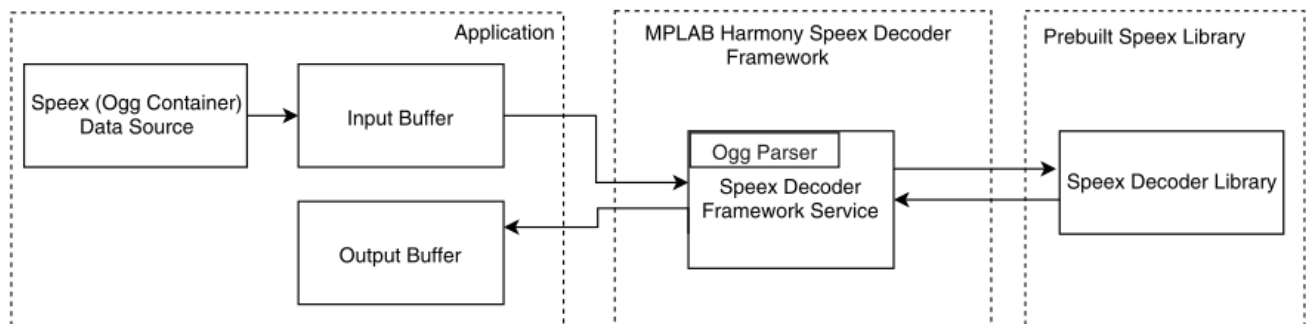 Application
Speex (Ogg Container)
Data Source
Input Buffer
Output Buffer
MPLAB Harmony Speex Decoder
Framework
Ogg Parser
Speex Decoder
Framework Service
Prebuilt Speex Library
Speex Decoder Library